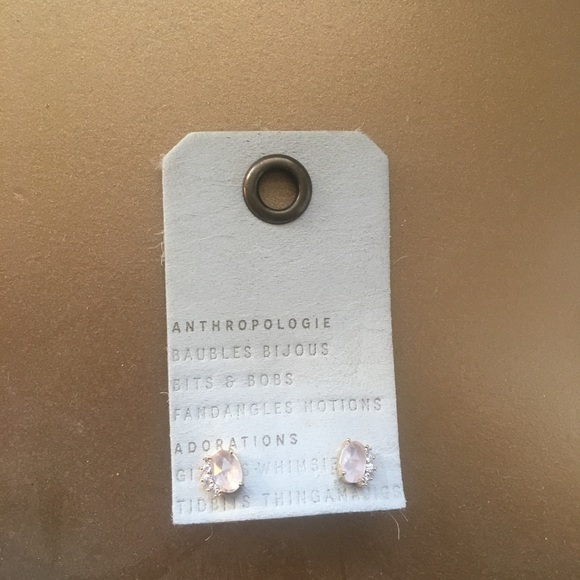 ANTHROPOLOGIE
BAUBLES BIJOUS
BITS & BOBS
FANDANGLES NOTIONS
ADORATIONS
TIDBITS THINGAMAJIGS